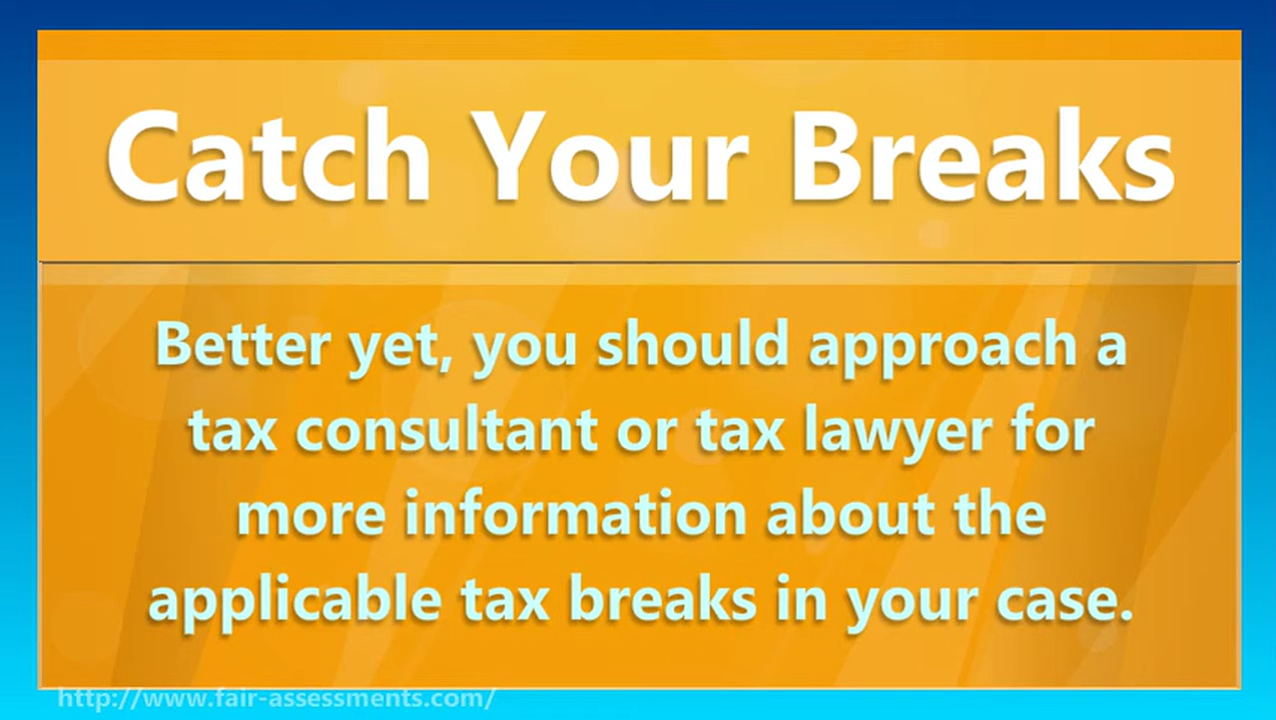 Catch Your Breaks
Better yet, you should approach a
tax consultant or tax lawyer for
more information about the
applicable tax breaks in your case.
http://www.fair-assessments.com/